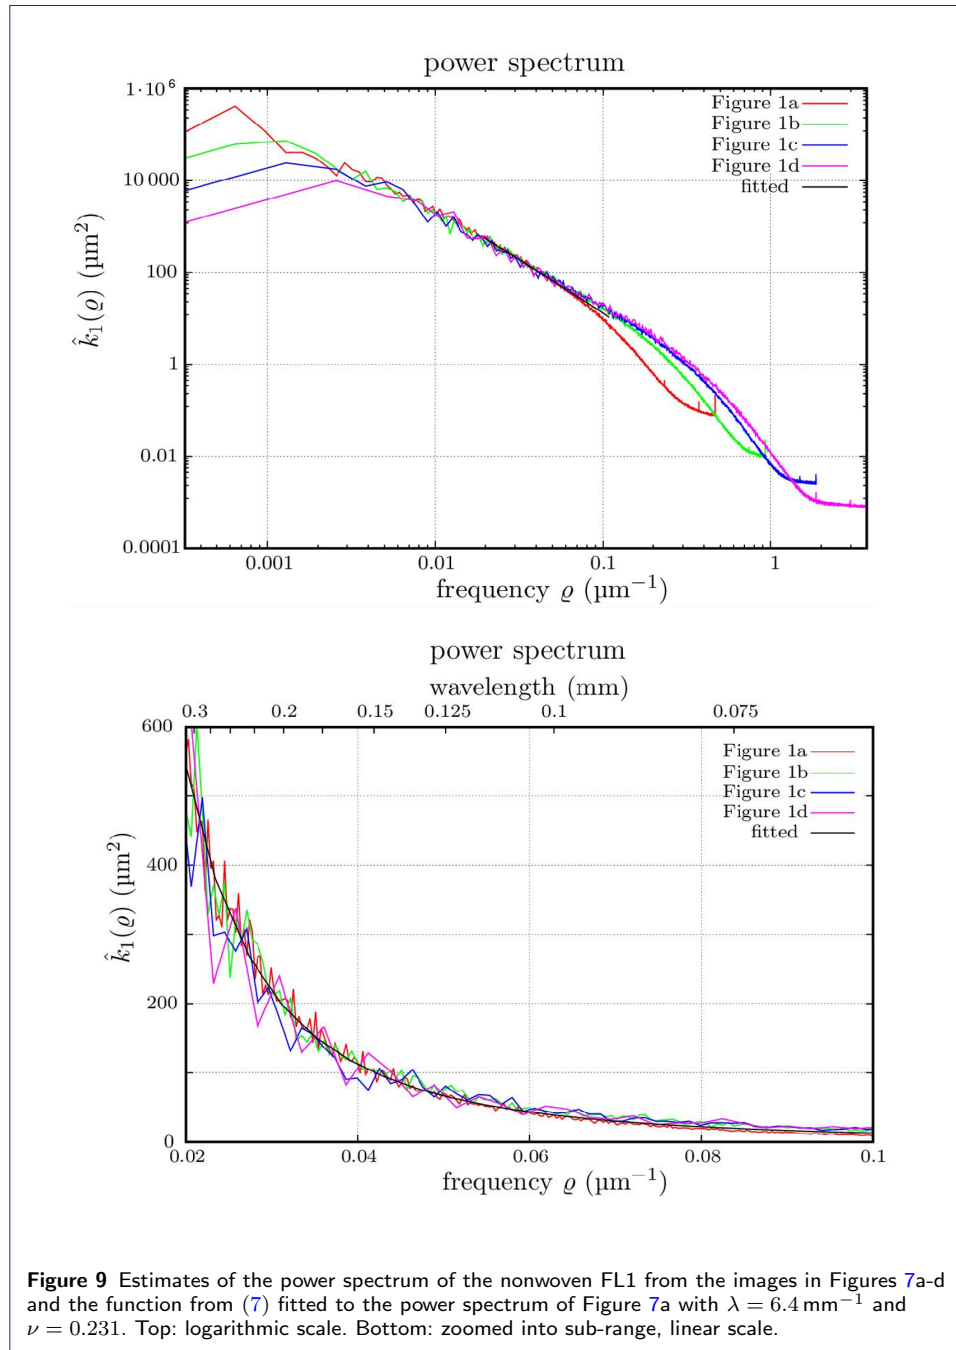 power spectrum
1·10⁶
10 000
100
1
0.01
0.0001
k̂₁(ϱ) (µm²)
Figure 1a
Figure 1b
Figure 1c
Figure 1d
fitted
0.001 0.01 0.1 1
frequency ϱ (µm⁻¹)
power spectrum
wavelength (mm)
0.3 0.2 0.15 0.125 0.1 0.075
600
400
200
0
k̂₁(ϱ) (µm²)
Figure 1a
Figure 1b
Figure 1c
Figure 1d
fitted
0.02 0.04 0.06 0.08 0.1
frequency ϱ (µm⁻¹)
Figure 9 Estimates of the power spectrum of the nonwoven FL1 from the images in Figures 7a-d
and the function from (7) fitted to the power spectrum of Figure 7a with λ = 6.4 mm⁻¹ and
ν = 0.231. Top: logarithmic scale. Bottom: zoomed into sub-range, linear scale.